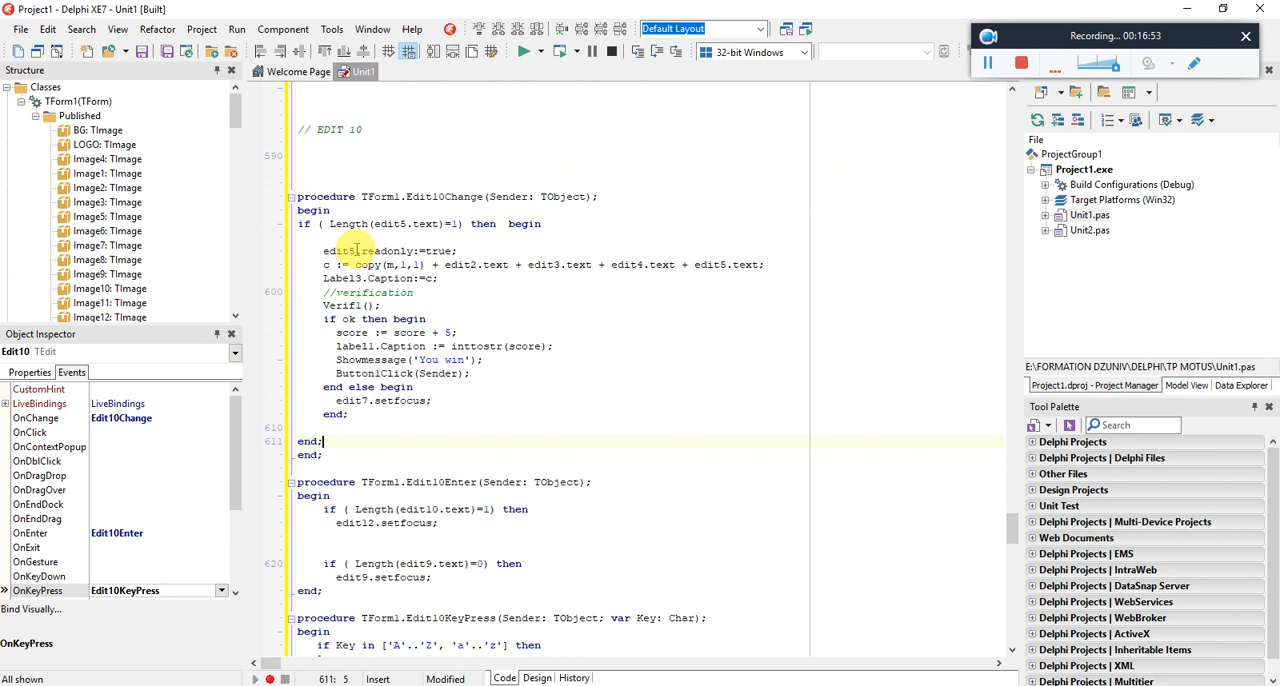 Project1 - Delphi XE7 - Unit1 [Built]
File Edit Search View Refactor Project Run Component Tools Window Help
Default Layout
32-bit Windows
Recording... 00:16:53
Structure
Classes
TForm1(TForm)
Published
BG: TImage
LOGO: TImage
Image4: TImage
Image1: TImage
Image2: TImage
Image3: TImage
Image5: TImage
Image6: TImage
Image7: TImage
Image8: TImage
Image9: TImage
Image10: TImage
Image11: TImage
Image12: TImage
Object Inspector
Edit10 TEdit
Properties Events
CustomHint
LiveBindings LiveBindings
OnChange Edit10Change
OnClick
OnContextPopup
OnDblClick
OnDragDrop
OnDragOver
OnEndDock
OnEndDrag
OnEnter Edit10Enter
OnExit
OnGesture
OnKeyDown
OnKeyPress Edit10KeyPress
Bind Visually...
OnKeyPress
All shown
Welcome Page Unit1
// EDIT 10
590
procedure TForm1.Edit10Change(Sender: TObject);
begin
if ( Length(edit5.text)=1) then begin
edit5.readonly:=true;
c := copy(m,1,1) + edit2.text + edit3.text + edit4.text + edit5.text;
Label3.Caption:=c;
600 //verification
Verif1();
if ok then begin
score := score + 5;
label1.Caption := inttostr(score);
Showmessage('You win');
Button1Click(Sender);
end else begin
edit7.setfocus;
end;
610
611 end;
end;
procedure TForm1.Edit10Enter(Sender: TObject);
begin
if ( Length(edit10.text)=1) then
edit12.setfocus;
620 if ( Length(edit9.text)=0) then
edit9.setfocus;
end;
procedure TForm1.Edit10KeyPress(Sender: TObject; var Key: Char);
begin
if Key in ['A'..'Z', 'a'..'z'] then
611: 5 Insert Modified Code Design History
File
ProjectGroup1
Project1.exe
Build Configurations (Debug)
Target Platforms (Win32)
Unit1.pas
Unit2.pas
E:\FORMATION DZUNIV\DELPHI\TP MOTUS\Unit1.pas
Project1.dproj - Project Manager Model View Data Explorer
Tool Palette
Search
Delphi Projects
Delphi Projects | Delphi Files
Other Files
Design Projects
Unit Test
Delphi Projects | Multi-Device Projects
Web Documents
Delphi Projects | EMS
Delphi Projects | IntraWeb
Delphi Projects | DataSnap Server
Delphi Projects | WebServices
Delphi Projects | WebBroker
Delphi Projects | ActiveX
Delphi Projects | Inheritable Items
Delphi Projects | XML
Delphi Projects | Multitier